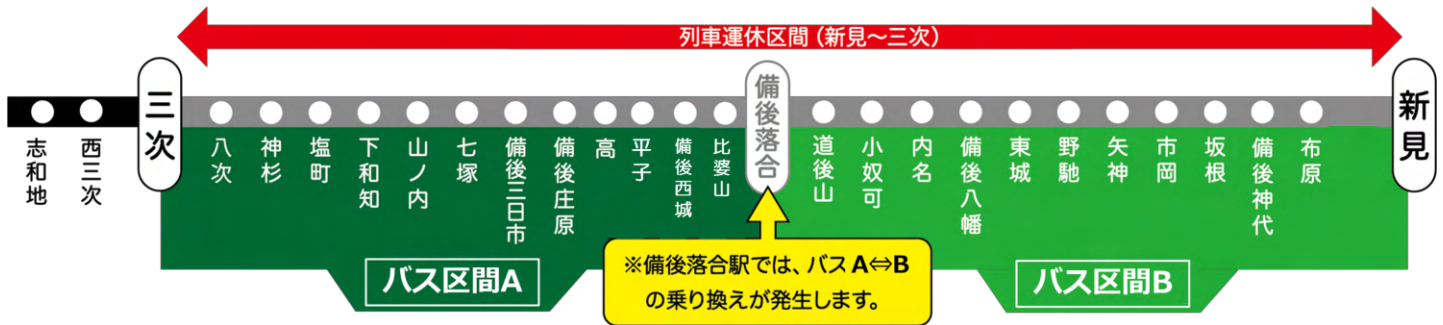 列車運休区間（新見～三次）
志和地
西三次
三次
八次
神杉
塩町
下和知
山ノ内
七塚
備後三日市
備後庄原
高
平子
備後西城
比婆山
備後落合
道後山
小奴可
内名
備後八幡
東城
野馳
矢神
市岡
坂根
備後神代
布原
新見
バス区間A
※備後落合駅では、バスA⇔B
の乗り換えが発生します。
バス区間B